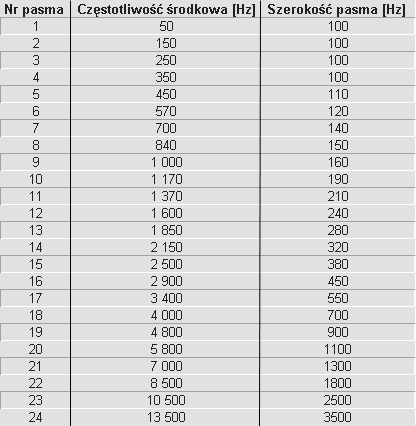 Nr pasma Częstotliwość środkowa [Hz] Szerokość pasma [Hz]
1 50 100
2 150 100
3 250 100
4 350 100
5 450 110
6 570 120
7 700 140
8 840 150
9 1 000 160
10 1 170 190
11 1 370 210
12 1 600 240
13 1 850 280
14 2 150 320
15 2 500 380
16 2 900 450
17 3 400 550
18 4 000 700
19 4 800 900
20 5 800 1100
21 7 000 1300
22 8 500 1800
23 10 500 2500
24 13 500 3500